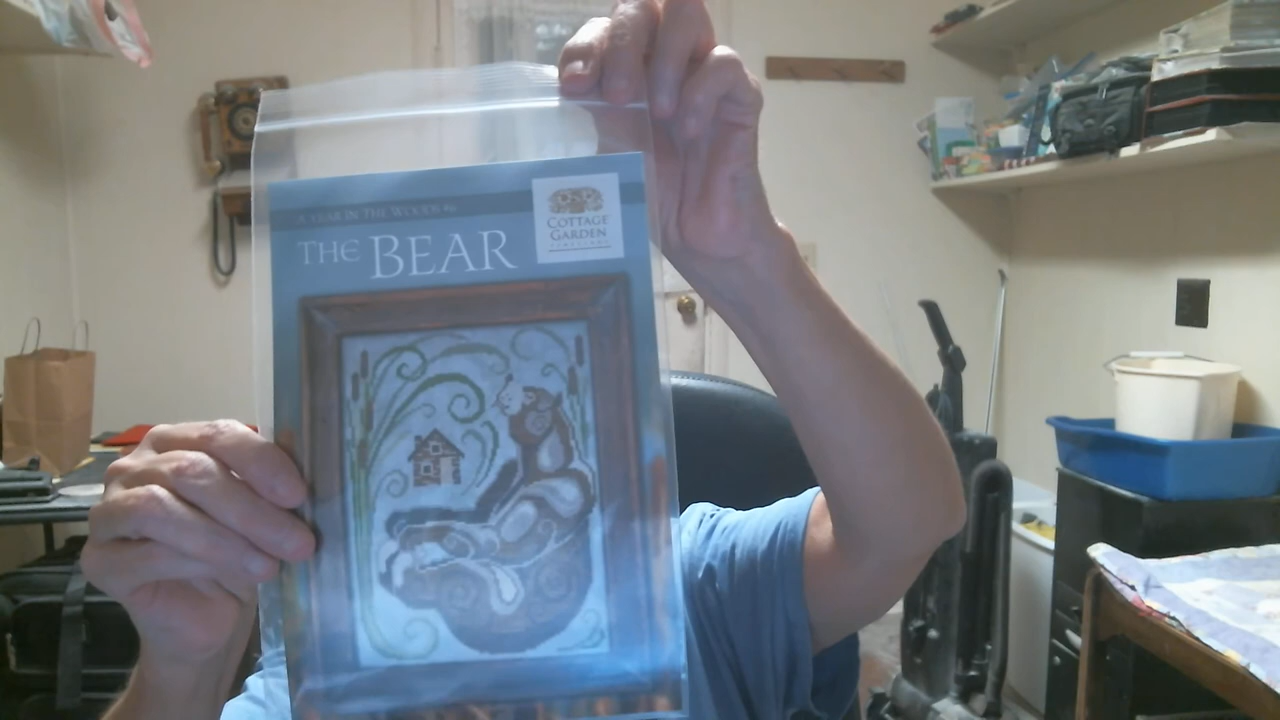 A YEAR IN THE WOODS
THE BEAR
COTTAGE
GARDEN